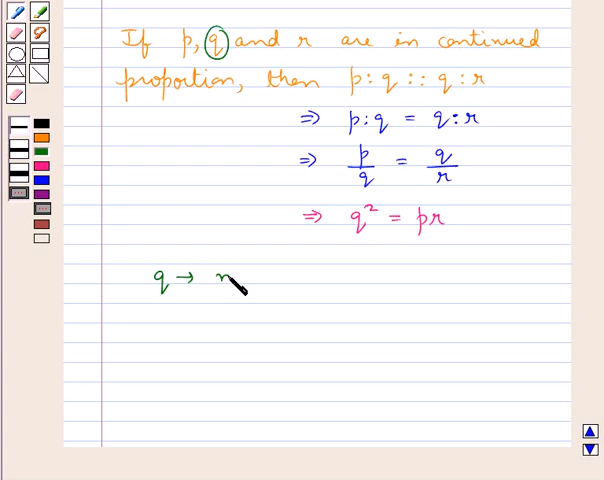 If p, q and r are in continued
proportion, then p : q :: q : r
⇒ p : q = q : r
⇒ p/q = q/r
⇒ q² = pr
q →